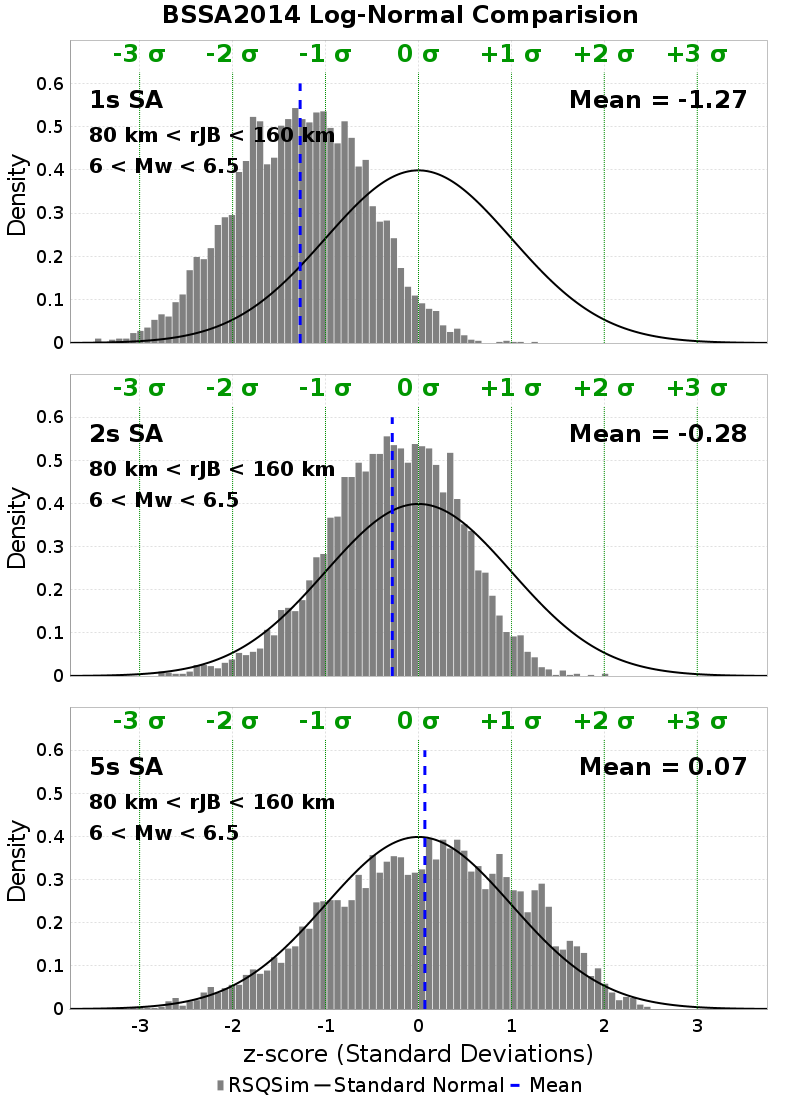 BSSA2014 Log-Normal Comparision
-3 σ -2 σ -1 σ 0 σ +1 σ +2 σ +3 σ
0.6
1s SA
Mean = -1.27
0.5
80 km < rJB < 160 km
6 < Mw < 6.5
0.4
0.3
0.2
0.1
0
Density
-3 σ -2 σ -1 σ 0 σ +1 σ +2 σ +3 σ
0.6
2s SA
Mean = -0.28
0.5
80 km < rJB < 160 km
6 < Mw < 6.5
0.4
0.3
0.2
0.1
0
Density
-3 σ -2 σ -1 σ 0 σ +1 σ +2 σ +3 σ
0.6
5s SA
Mean = 0.07
0.5
80 km < rJB < 160 km
6 < Mw < 6.5
0.4
0.3
0.2
0.1
0
Density
-3 -2 -1 0 1 2 3
z-score (Standard Deviations)
RSQSim Standard Normal Mean